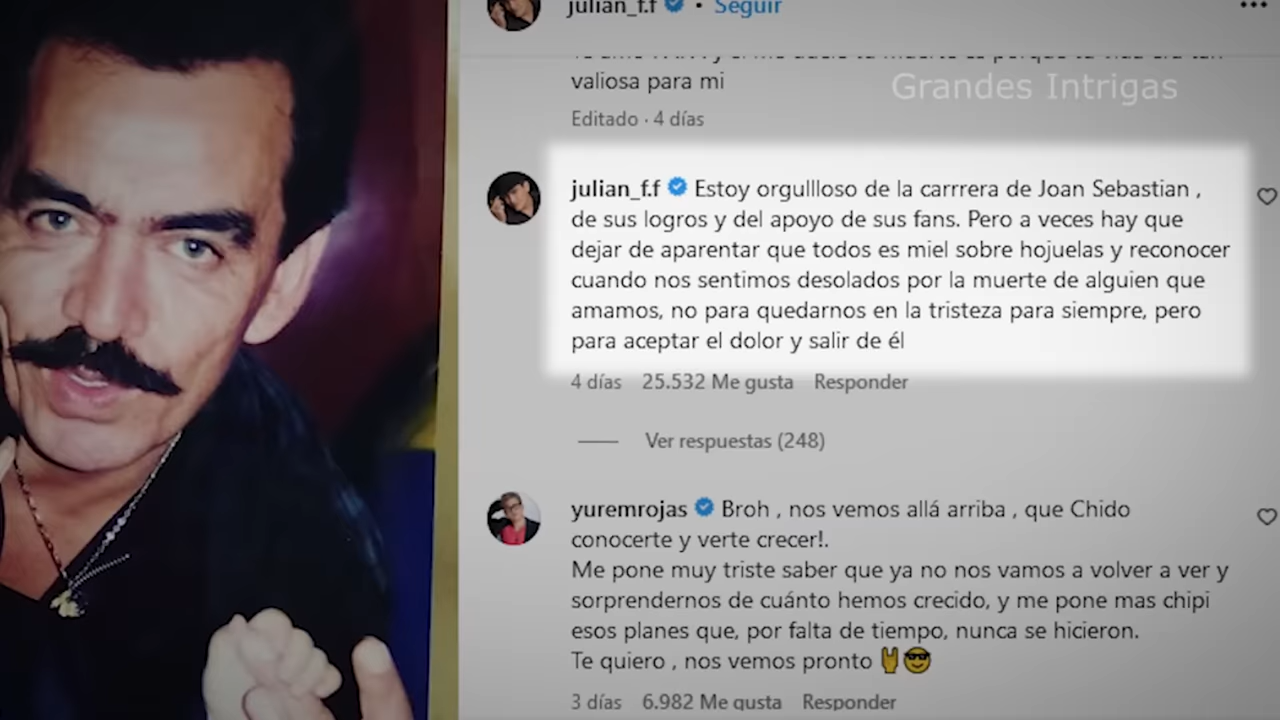 julian_f.f • Seguir
valiosa para mi
Grandes Intrigas
Editado · 4 días
julian_f.f Estoy orgullloso de la carrrera de Joan Sebastian ,
de sus logros y del apoyo de sus fans. Pero a veces hay que
dejar de aparentar que todos es miel sobre hojuelas y reconocer
cuando nos sentimos desolados por la muerte de alguien que
amamos, no para quedarnos en la tristeza para siempre, pero
para aceptar el dolor y salir de él
4 días 25.532 Me gusta Responder
Ver respuestas (248)
yuremrojas Broh , nos vemos allá arriba , que Chido
conocerte y verte crecer!.
Me pone muy triste saber que ya no nos vamos a volver a ver y
sorprendernos de cuánto hemos crecido, y me pone mas chipi
esos planes que, por falta de tiempo, nunca se hicieron.
Te quiero , nos vemos pronto 🤘😎
3 días 6.982 Me gusta Responder